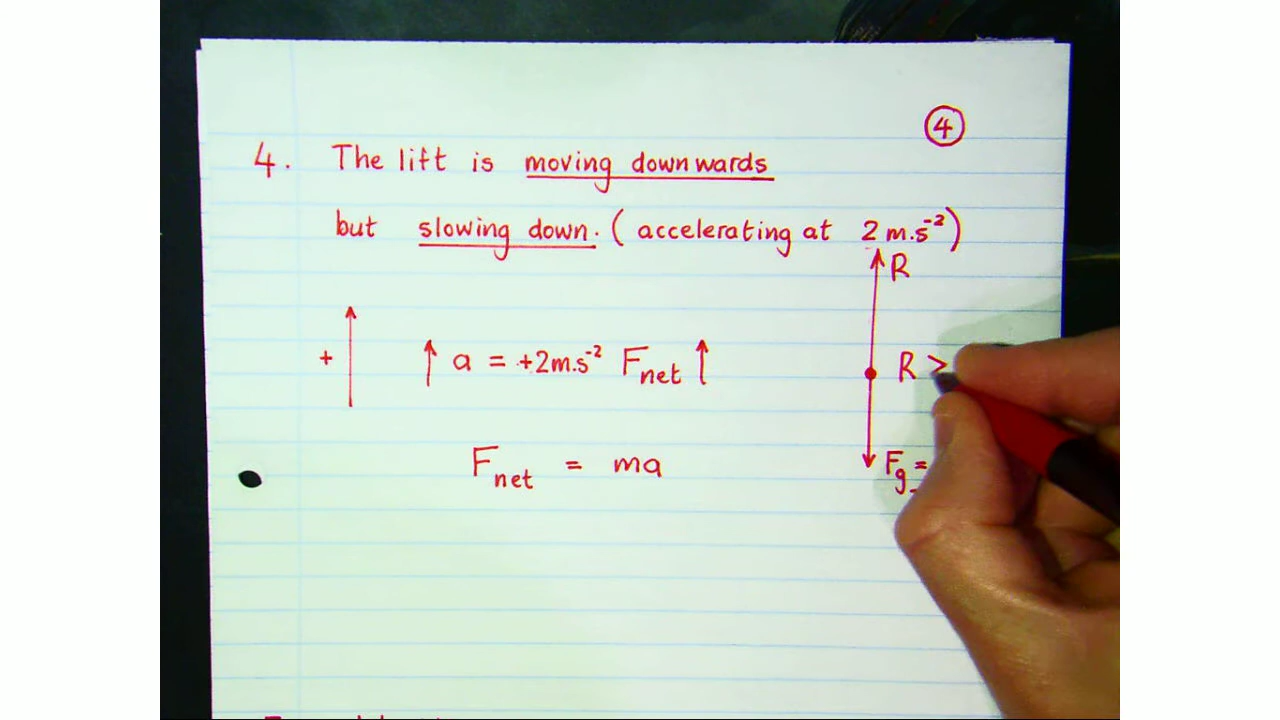 ④
4. The lift is moving downwards
but slowing down. (accelerating at 2 m.s⁻²)
R
+ ↑ a = +2m.s⁻² Fnet ↑ R >
Fg =
Fnet = ma